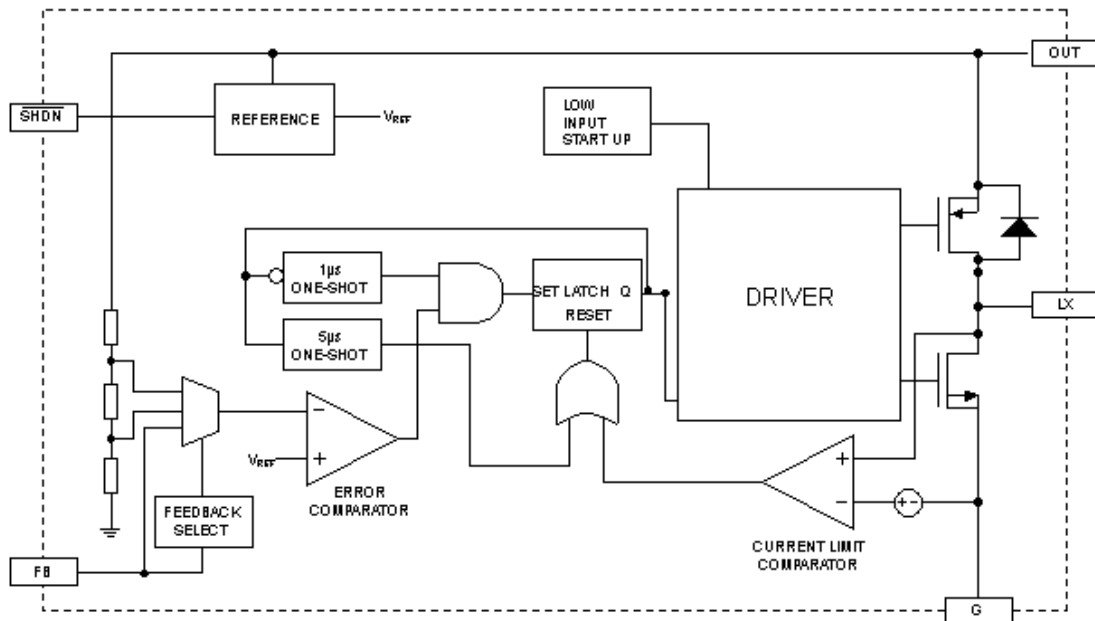 OUT
SHDN
REFERENCE
VREF
LOW
INPUT
START UP
1µs
ONE-SHOT
SET LATCH Q
RESET
DRIVER
LX
5µs
ONE-SHOT
−
VREF
+
ERROR
COMPARATOR
+
−
+ −
FEEDBACK
SELECT
CURRENT LIMIT
COMPARATOR
FB
G